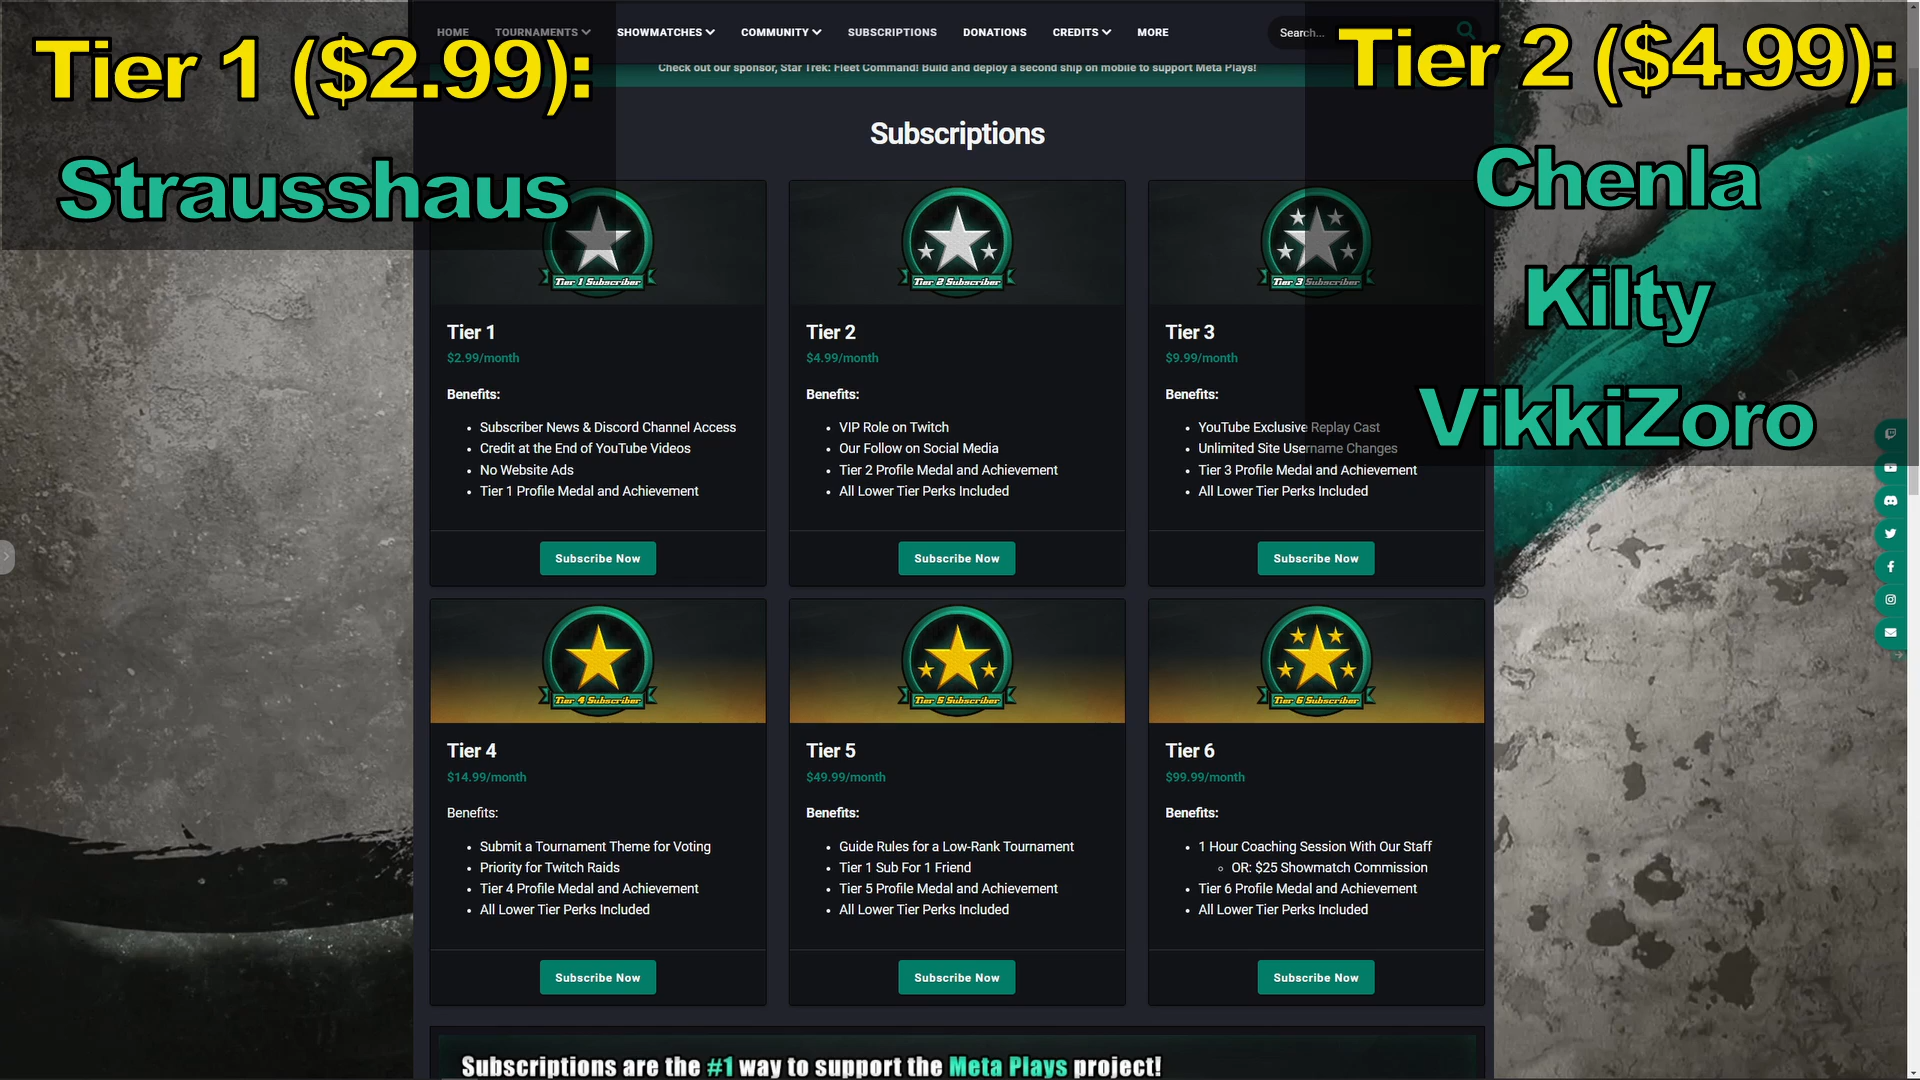 HOME TOURNAMENTS SHOWMATCHES COMMUNITY SUBSCRIPTIONS DONATIONS CREDITS MORE Search...
Check out our sponsor, Star Trek: Fleet Command! Build and deploy a second ship on mobile to support Meta Plays!
Tier 1 ($2.99):
Strausshaus
Tier 2 ($4.99):
Chenla
Kilty
VikkiZoro
Subscriptions
Tier 1 Subscriber
Tier 1
$2.99/month
Benefits:
Subscriber News & Discord Channel Access
Credit at the End of YouTube Videos
No Website Ads
Tier 1 Profile Medal and Achievement
Subscribe Now
Tier 2 Subscriber
Tier 2
$4.99/month
Benefits:
VIP Role on Twitch
Our Follow on Social Media
Tier 2 Profile Medal and Achievement
All Lower Tier Perks Included
Subscribe Now
Tier 3 Subscriber
Tier 3
$9.99/month
Benefits:
YouTube Exclusive Replay Cast
Unlimited Site Username Changes
Tier 3 Profile Medal and Achievement
All Lower Tier Perks Included
Subscribe Now
Tier 4 Subscriber
Tier 4
$14.99/month
Benefits:
Submit a Tournament Theme for Voting
Priority for Twitch Raids
Tier 4 Profile Medal and Achievement
All Lower Tier Perks Included
Subscribe Now
Tier 5 Subscriber
Tier 5
$49.99/month
Benefits:
Guide Rules for a Low-Rank Tournament
Tier 1 Sub For 1 Friend
Tier 5 Profile Medal and Achievement
All Lower Tier Perks Included
Subscribe Now
Tier 6 Subscriber
Tier 6
$99.99/month
Benefits:
1 Hour Coaching Session With Our Staff
OR: $25 Showmatch Commission
Tier 6 Profile Medal and Achievement
All Lower Tier Perks Included
Subscribe Now
Subscriptions are the #1 way to support the Meta Plays project!